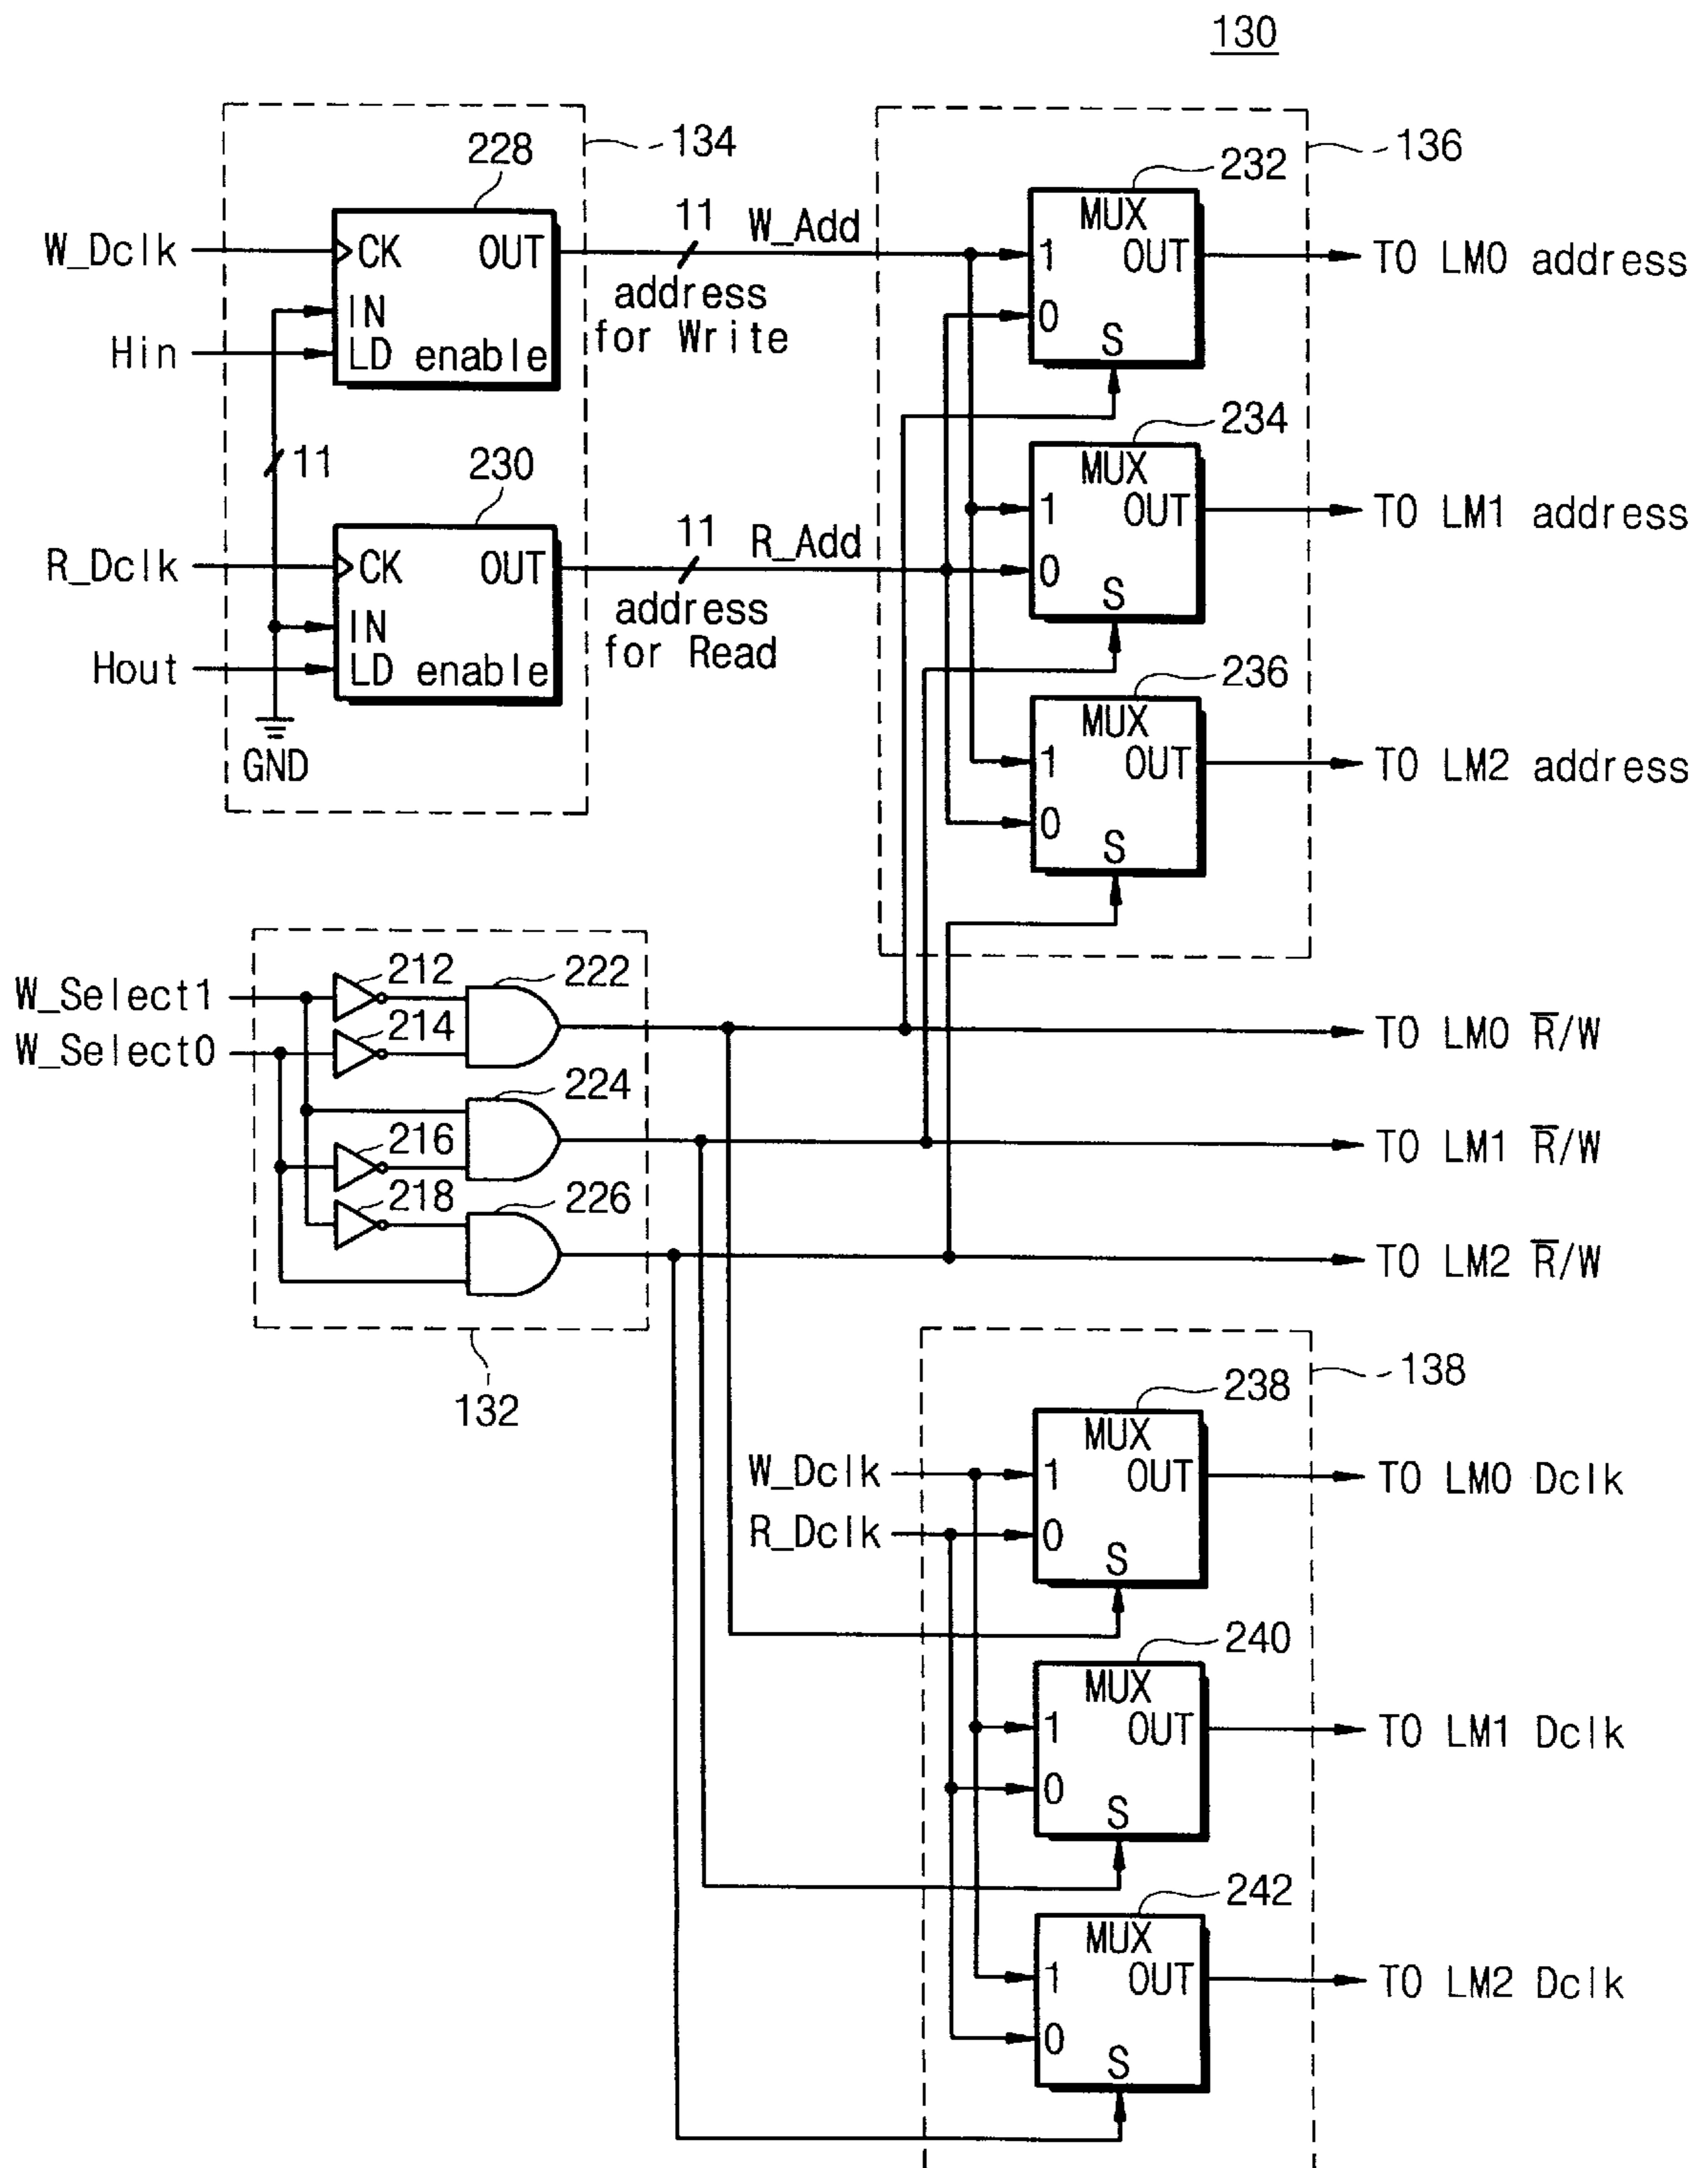 130
134
228
W_Dclk
CK OUT
IN
Hin
LD enable
11 W_Add
address
for Write
11
230
R_Dclk
CK OUT
IN
Hout
LD enable
11 R_Add
address
for Read
GND
136
232
MUX
1 OUT
0
S
TO LM0 address
234
MUX
1 OUT
0
S
TO LM1 address
236
MUX
1 OUT
0
S
TO LM2 address
W_Select1
W_Select0
212
214
216
218
222
224
226
132
TO LM0 R̅/W
TO LM1 R̅/W
TO LM2 R̅/W
138
238
W_Dclk
R_Dclk
MUX
1 OUT
0
S
TO LM0 Dclk
240
MUX
1 OUT
0
S
TO LM1 Dclk
242
MUX
1 OUT
0
S
TO LM2 Dclk